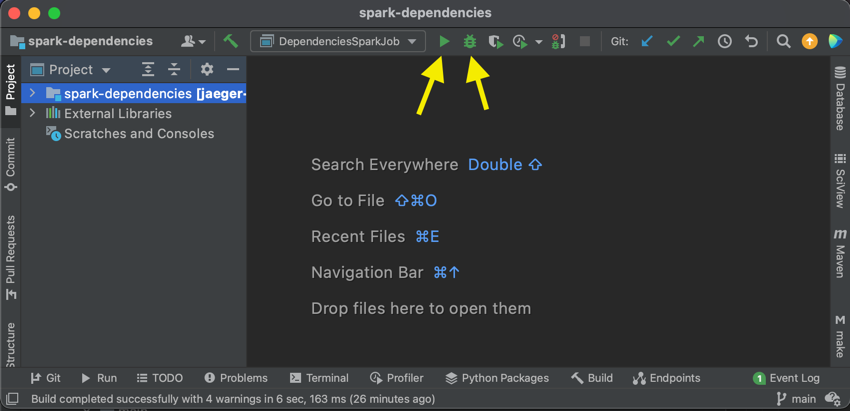 spark-dependencies
spark-dependencies
DependenciesSparkJob
Git:
Project
Project
spark-dependencies [jaeger-
External Libraries
Scratches and Consoles
Commit
Pull Requests
Structure
Search Everywhere Double ⇧
Go to File ⇧⌘O
Recent Files ⌘E
Navigation Bar ⌘↑
Drop files here to open them
Database
SciView
m
Maven
M
make
Git
Run
TODO
Problems
Terminal
Profiler
Python Packages
Build
Endpoints
1 Event Log
Build completed successfully with 4 warnings in 6 sec, 163 ms (26 minutes ago)
main